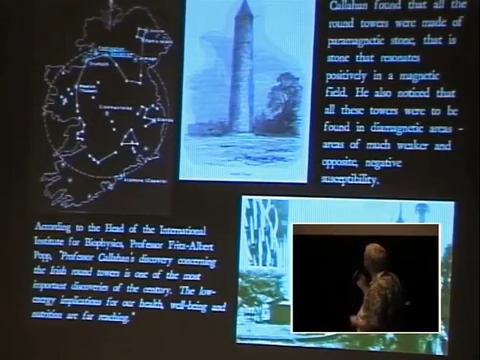 Callahan found that all the
round towers were made of
paramagnetic stone, that is
stone that resonates
positively in a magnetic
field. He also noticed that
all these towers were to be
found in diamagnetic areas -
areas of much weaker and
opposite, negative
susceptibility.
According to the Head of the International
Institute for Biophysics, Professor Fritz-Albert
Popp, "Professor Callahan's discovery concerning
the Irish round towers is one of the most
important discoveries of the century. The low-
energy implications for our health, well-being and
nutrition are far reaching."